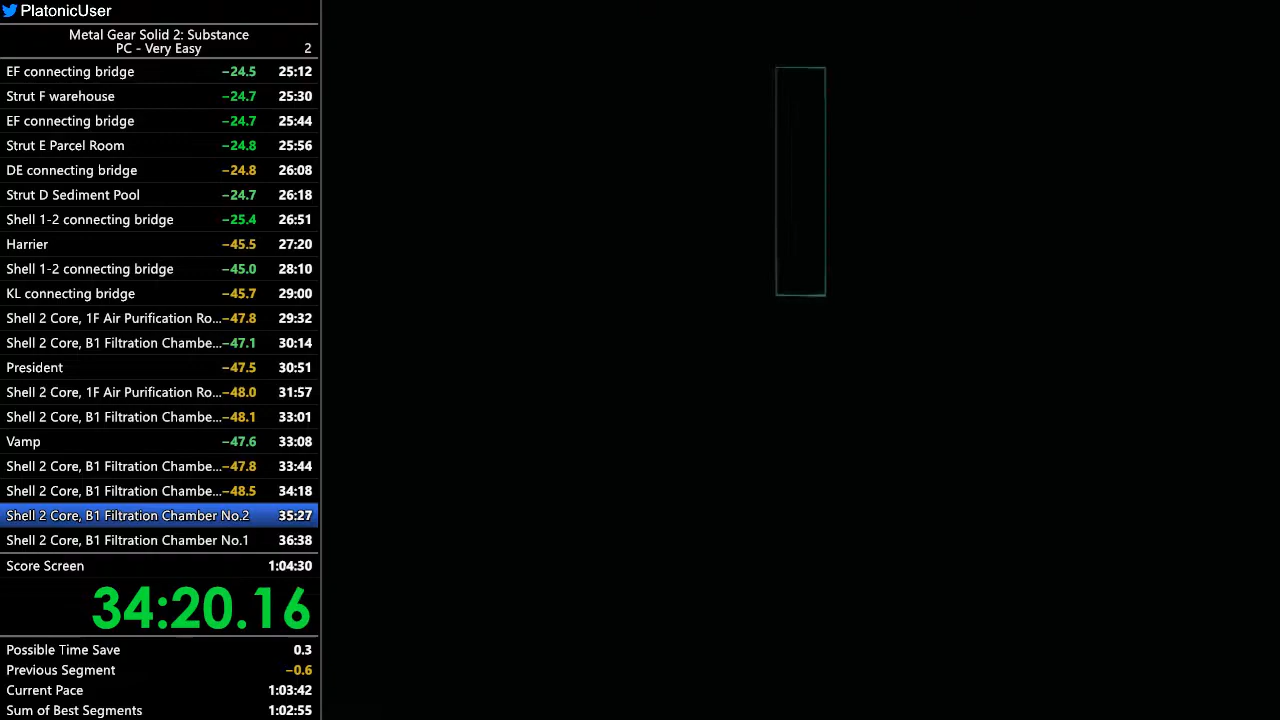 PlatonicUser
Metal Gear Solid 2: Substance
PC - Very Easy 2
EF connecting bridge −24.5 25:12
Strut F warehouse −24.7 25:30
EF connecting bridge −24.7 25:44
Strut E Parcel Room −24.8 25:56
DE connecting bridge −24.8 26:08
Strut D Sediment Pool −24.7 26:18
Shell 1-2 connecting bridge −25.4 26:51
Harrier −45.5 27:20
Shell 1-2 connecting bridge −45.0 28:10
KL connecting bridge −45.7 29:00
Shell 2 Core, 1F Air Purification Ro... −47.8 29:32
Shell 2 Core, B1 Filtration Chambe... −47.1 30:14
President −47.5 30:51
Shell 2 Core, 1F Air Purification Ro... −48.0 31:57
Shell 2 Core, B1 Filtration Chambe... −48.1 33:01
Vamp −47.6 33:08
Shell 2 Core, B1 Filtration Chambe... −47.8 33:44
Shell 2 Core, B1 Filtration Chambe... −48.5 34:18
Shell 2 Core, B1 Filtration Chamber No.2 35:27
Shell 2 Core, B1 Filtration Chamber No.1 36:38
Score Screen 1:04:30
34:20.16
Possible Time Save 0.3
Previous Segment −0.6
Current Pace 1:03:42
Sum of Best Segments 1:02:55